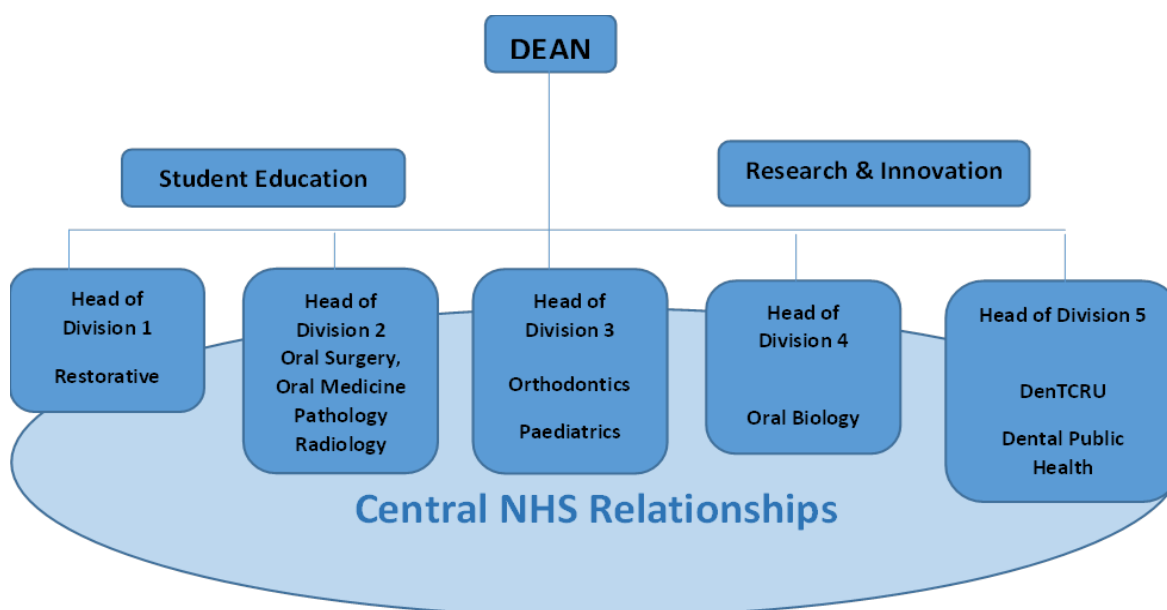 DEAN
Student Education
Research & Innovation
Head of
Division 1
Restorative
Head of
Division 2
Oral Surgery,
Oral Medicine
Pathology
Radiology
Head of
Division 3
Orthodontics
Paediatrics
Head of
Division 4
Oral Biology
Head of Division 5
DenTCRU
Dental Public
Health
Central NHS Relationships